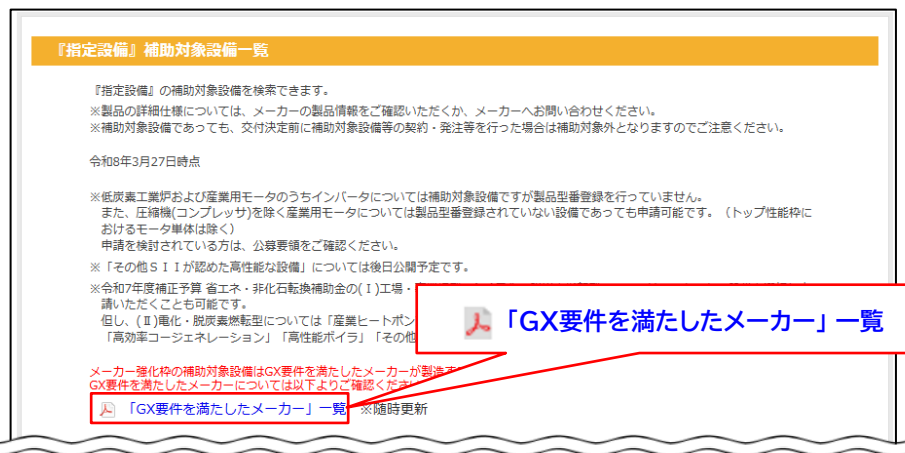 『指定設備』補助対象設備一覧
『指定設備』の補助対象設備を検索できます。
※製品の詳細仕様については、メーカーの製品情報をご確認いただくか、メーカーへお問い合わせください。
※補助対象設備であっても、交付決定前に補助対象設備等の契約・発注等を行った場合は補助対象外となりますのでご注意ください。
令和8年3月27日時点
※低炭素工業炉および産業用モータのうちインバータについては補助対象設備ですが製品型番登録を行っていません。
また、圧縮機(コンプレッサ)を除く産業用モータについては製品型番登録されていない設備であっても申請可能です。（トップ性能枠に
おけるモータ単体は除く）
申請を検討されている方は、公募要領をご確認ください。
※「その他ＳＩＩが認めた高性能な設備」については後日公開予定です。
※令和7年度補正予算 省エネ・非化石転換補助金の(Ⅰ)工場・
請いただくことも可能です。
但し、(Ⅱ)電化・脱炭素燃転型については「産業ヒートポン
「高効率コージェネレーション」「高性能ボイラ」「その他
「GX要件を満たしたメーカー」 一覧
メーカー強化枠の補助対象設備はGX要件を満たしたメーカーが製造す
GX要件を満たしたメーカーについては以下よりご確認くださ
「GX要件を満たしたメーカー」一覧 ※随時更新